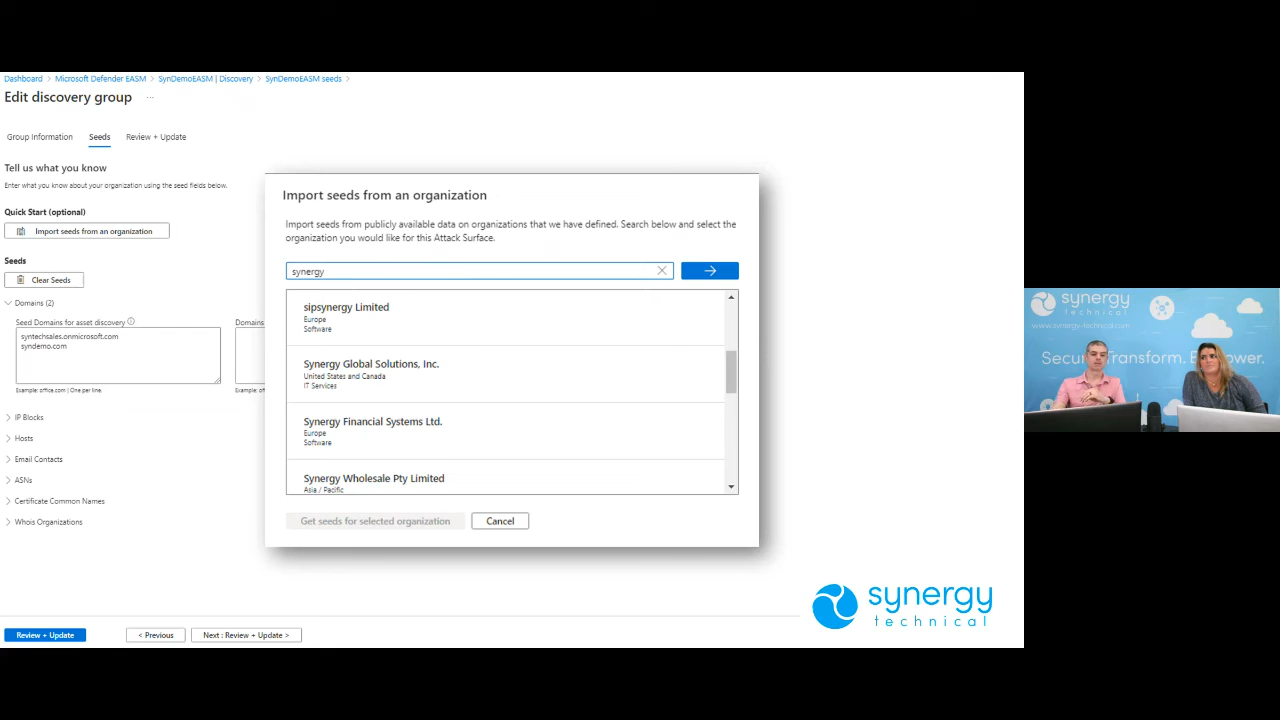 Dashboard > Microsoft Defender EASM > SynDemoEASM | Discovery > SynDemoEASM seeds >
Edit discovery group ...
Group Information Seeds Review + Update
Tell us what you know
Enter what you know about your organization using the seed fields below.
Quick Start (optional)
Import seeds from an organization
Seeds
Clear Seeds
Domains (2)
Seed Domains for asset discovery
Domains
syntechsales.onmicrosoft.com
syndemo.com
Example: office.com | One per line.
Example: of
IP Blocks
Hosts
Email Contacts
ASNs
Certificate Common Names
Whois Organizations
Review + Update
< Previous
Next : Review + Update >
Import seeds from an organization
Import seeds from publicly available data on organizations that we have defined. Search below and select the
organization you would like for this Attack Surface.
synergy
sipsynergy Limited
Europe
Software
Synergy Global Solutions, Inc.
United States and Canada
IT Services
Synergy Financial Systems Ltd.
Europe
Software
Synergy Wholesale Pty Limited
Asia / Pacific
Get seeds for selected organization
Cancel
synergy
technical
synergy
technical
www.synergy-technical.com
Secur Transform. E power.